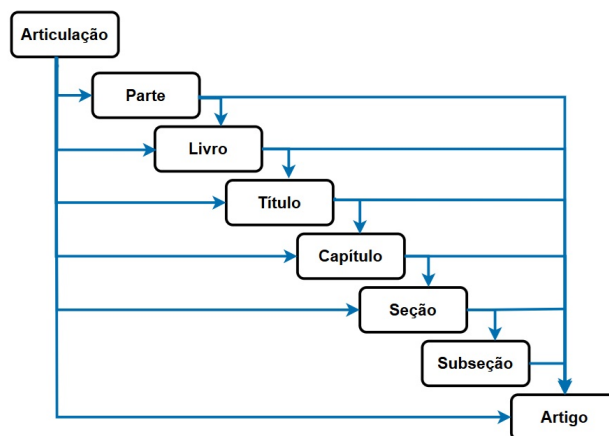 Articulação
Parte
Livro
Título
Capítulo
Seção
Subseção
Artigo